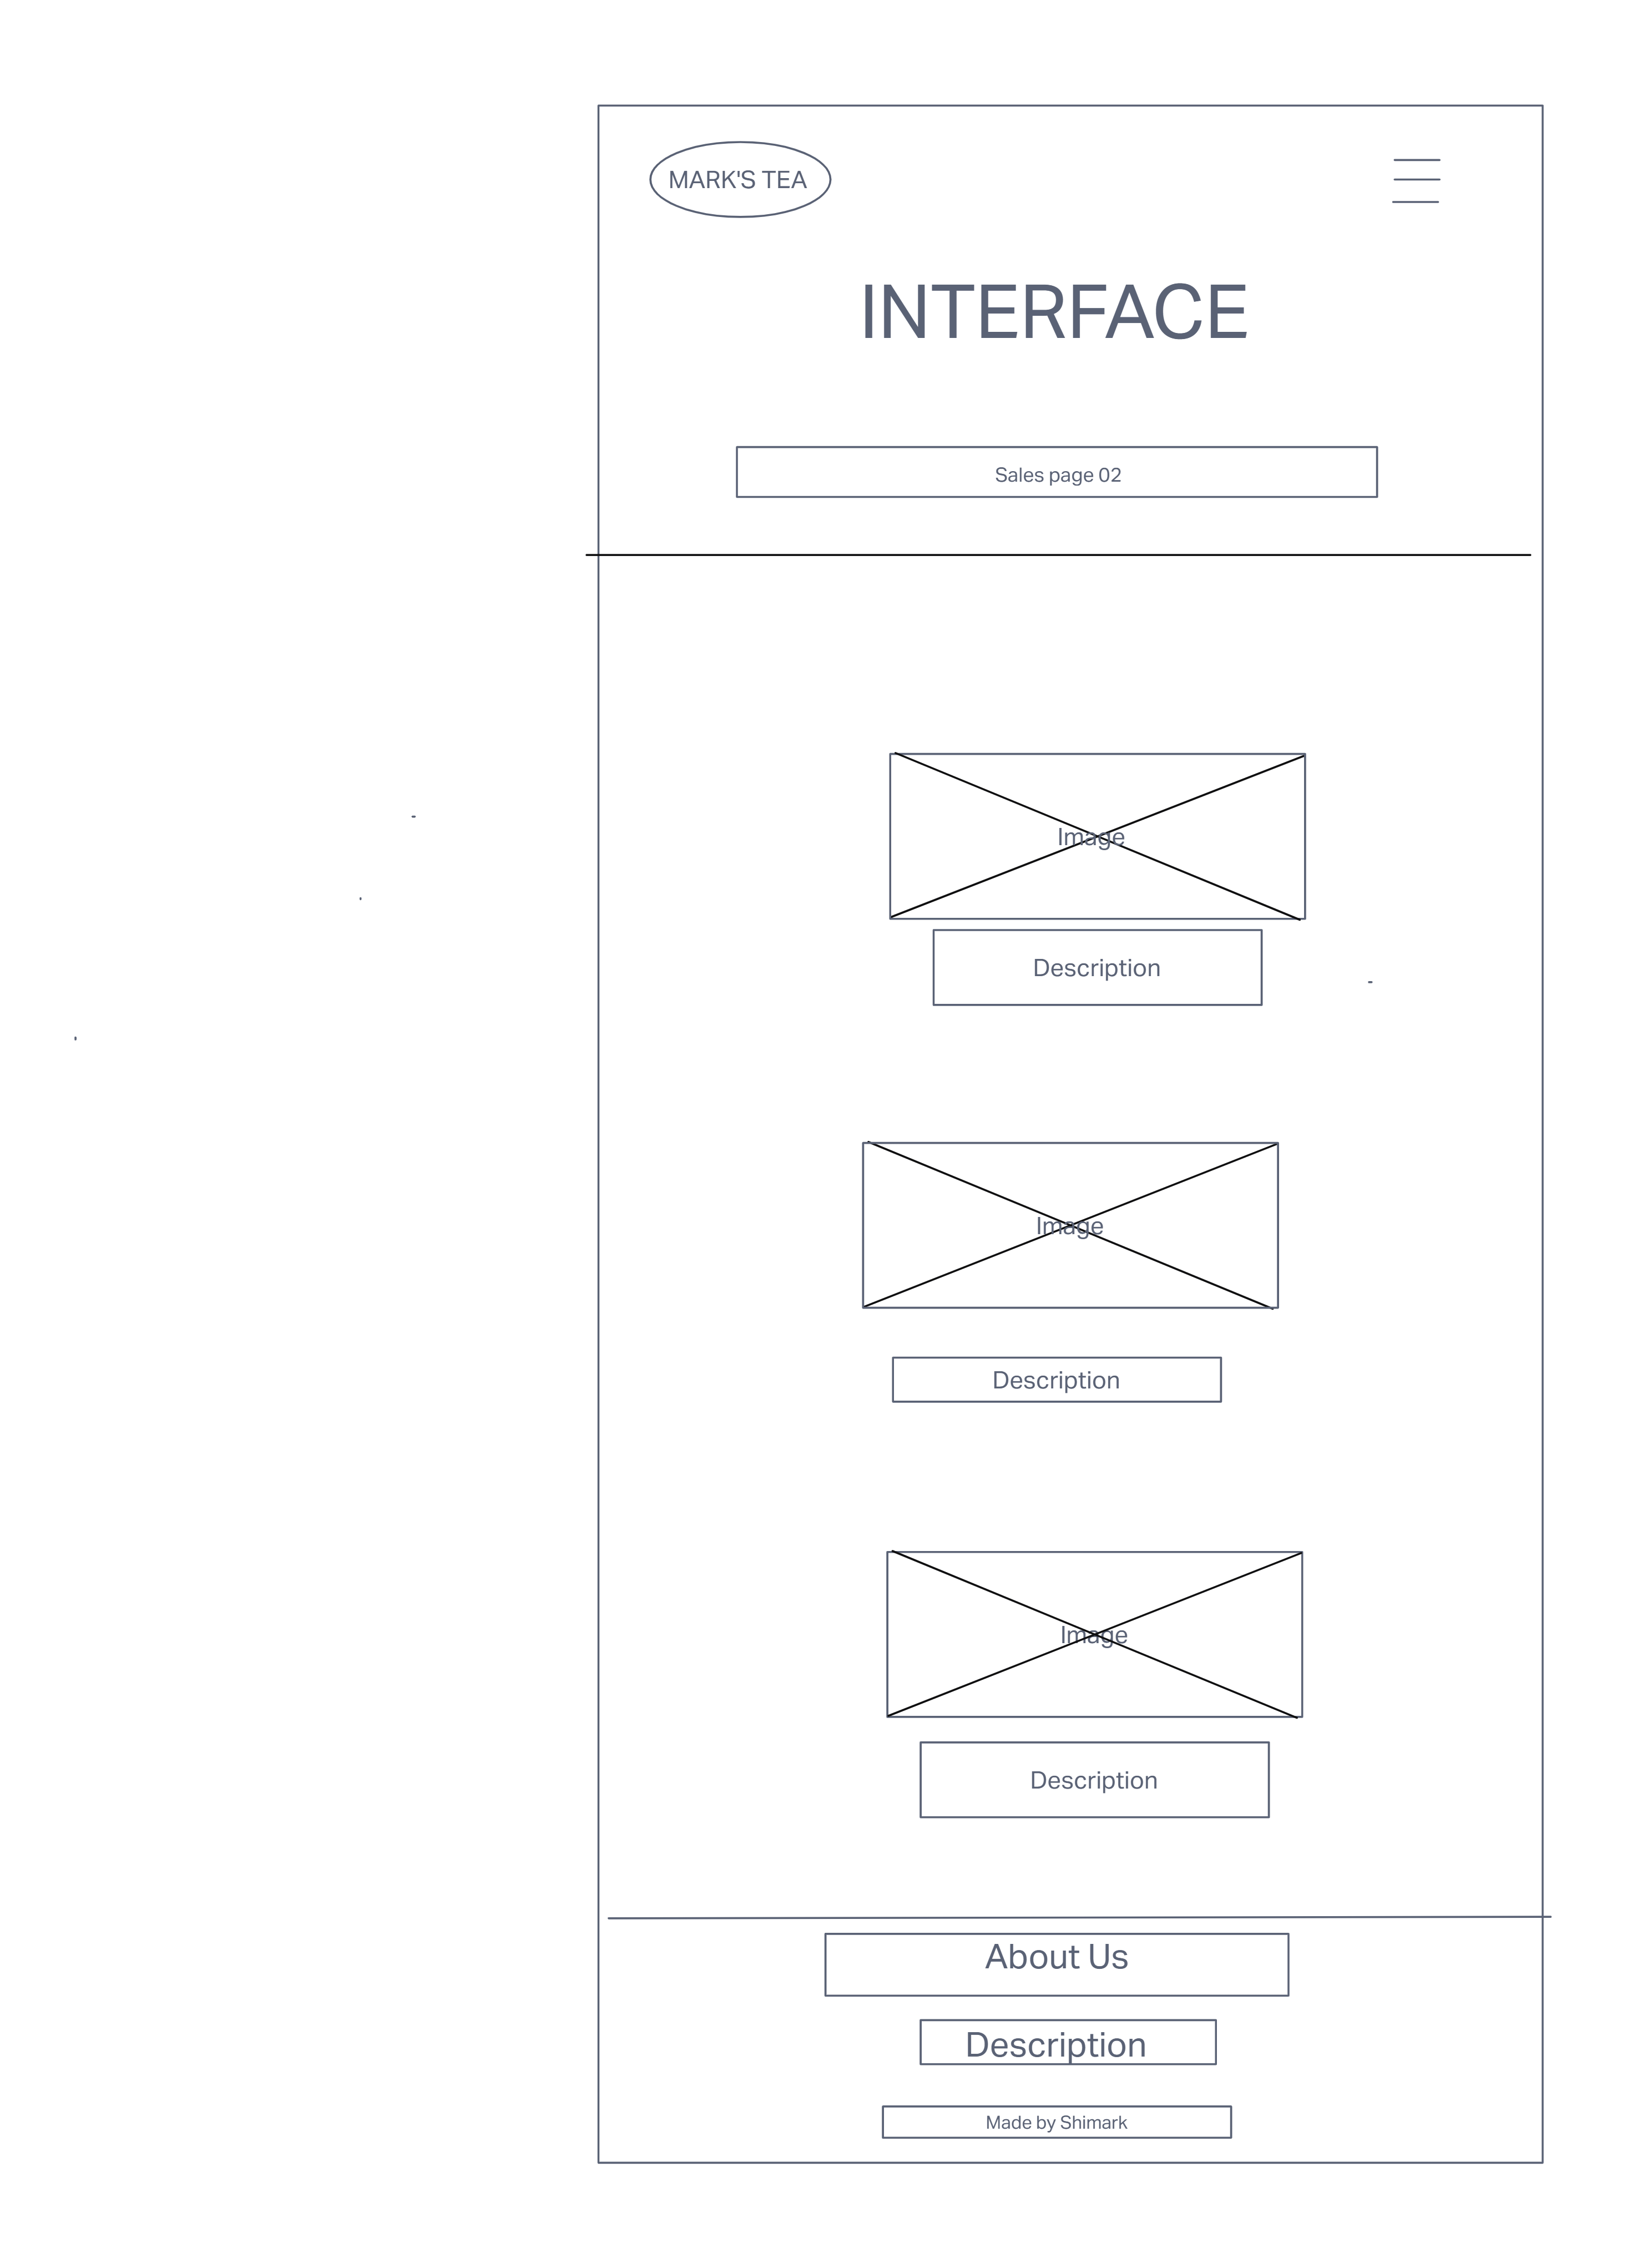 MARK'S TEA
INTERFACE
Sales page 02
Image
Description
Image
Description
Image
Description
About Us
Description
Made by Shimark